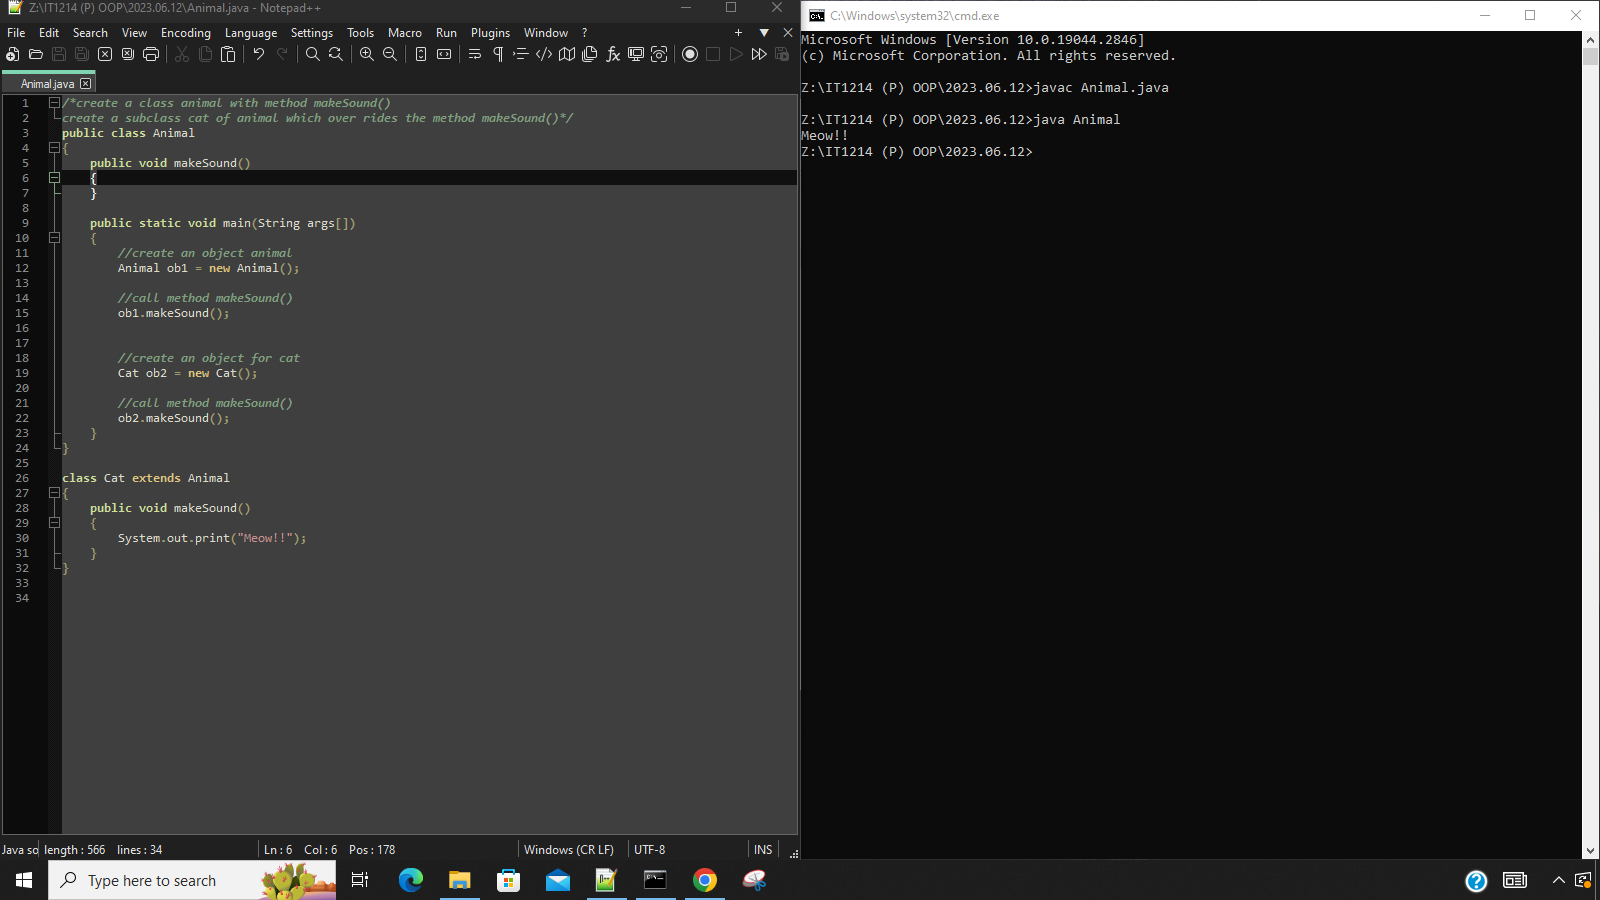 Z:\IT1214 (P) OOP\2023.06.12\Animal.java - Notepad++
File Edit Search View Encoding Language Settings Tools Macro Run Plugins Window ?
Animal.java
1 /*create a class animal with method makeSound()
2 create a subclass cat of animal which over rides the method makeSound()*/
3 public class Animal
4 {
5 public void makeSound()
6 {
7 }
8
9 public static void main(String args[])
10 {
11 //create an object animal
12 Animal ob1 = new Animal();
13
14 //call method makeSound()
15 ob1.makeSound();
16
17
18 //create an object for cat
19 Cat ob2 = new Cat();
20
21 //call method makeSound()
22 ob2.makeSound();
23 }
24 }
25
26 class Cat extends Animal
27 {
28 public void makeSound()
29 {
30 System.out.print("Meow!!");
31 }
32 }
33
34
Java so length : 566 lines : 34 Ln : 6 Col : 6 Pos : 178 Windows (CR LF) UTF-8 INS
C:\Windows\system32\cmd.exe
Microsoft Windows [Version 10.0.19044.2846]
(c) Microsoft Corporation. All rights reserved.
Z:\IT1214 (P) OOP\2023.06.12>javac Animal.java
Z:\IT1214 (P) OOP\2023.06.12>java Animal
Meow!!
Z:\IT1214 (P) OOP\2023.06.12>
Type here to search